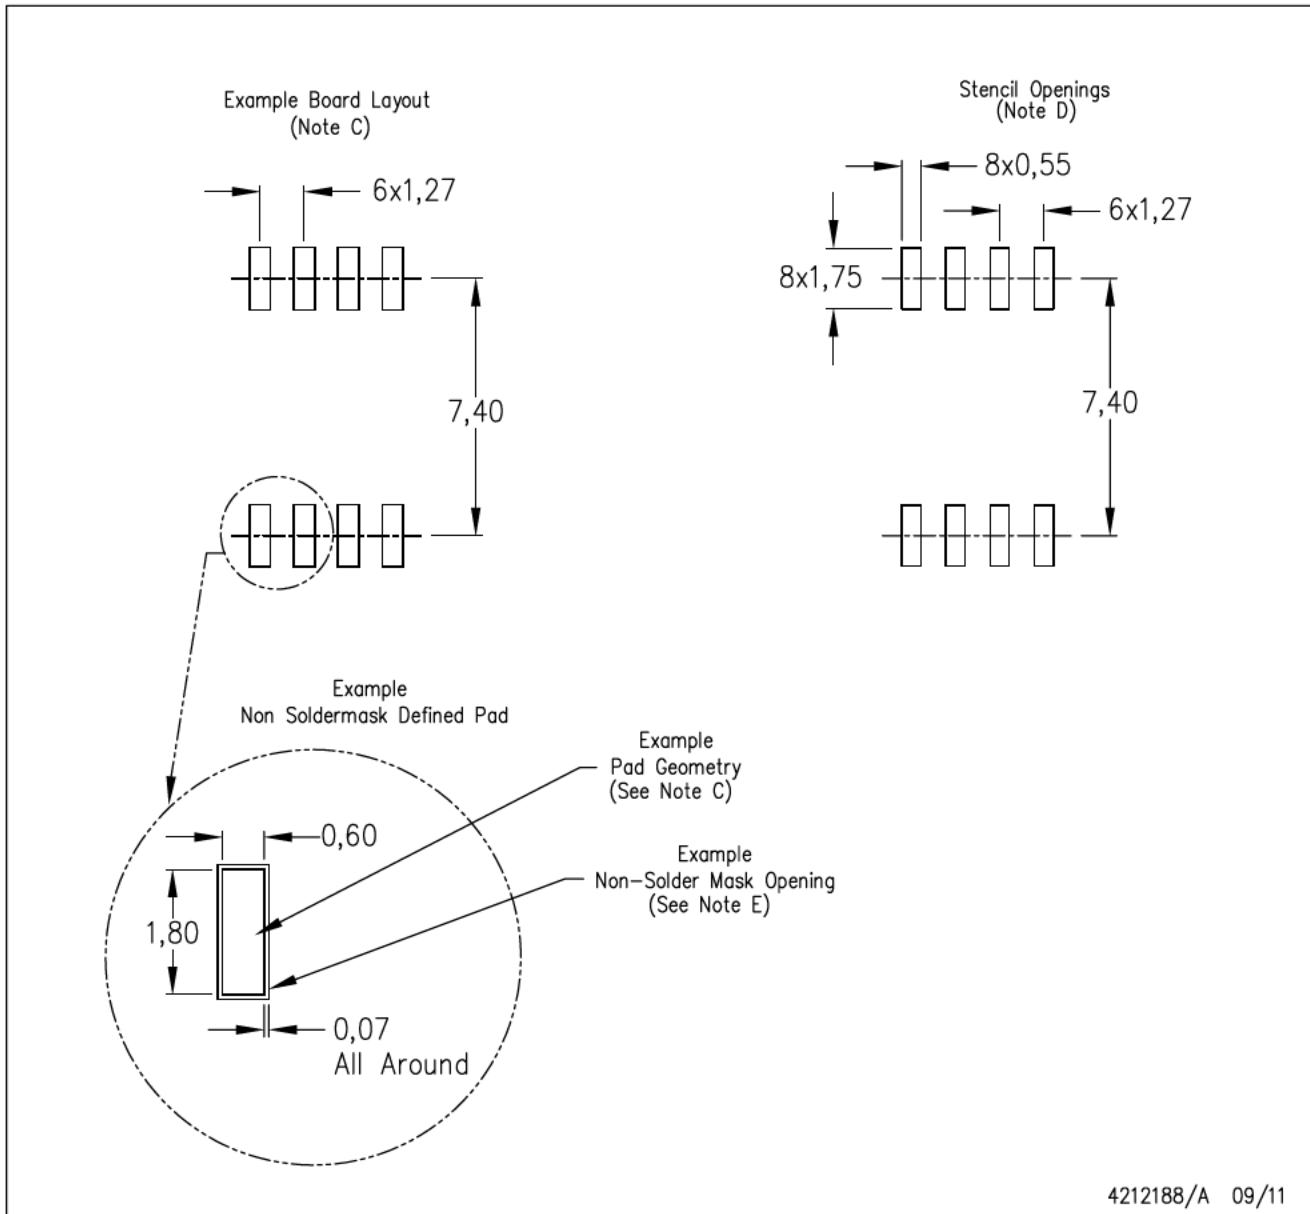 Example Board Layout
(Note C)
6x1,27
7,40
Stencil Openings
(Note D)
8x0,55
6x1,27
8x1,75
7,40
Example
Non Soldermask Defined Pad
Example
Pad Geometry
(See Note C)
0,60
Example
Non-Solder Mask Opening
(See Note E)
1,80
0,07
All Around
4212188/A 09/11